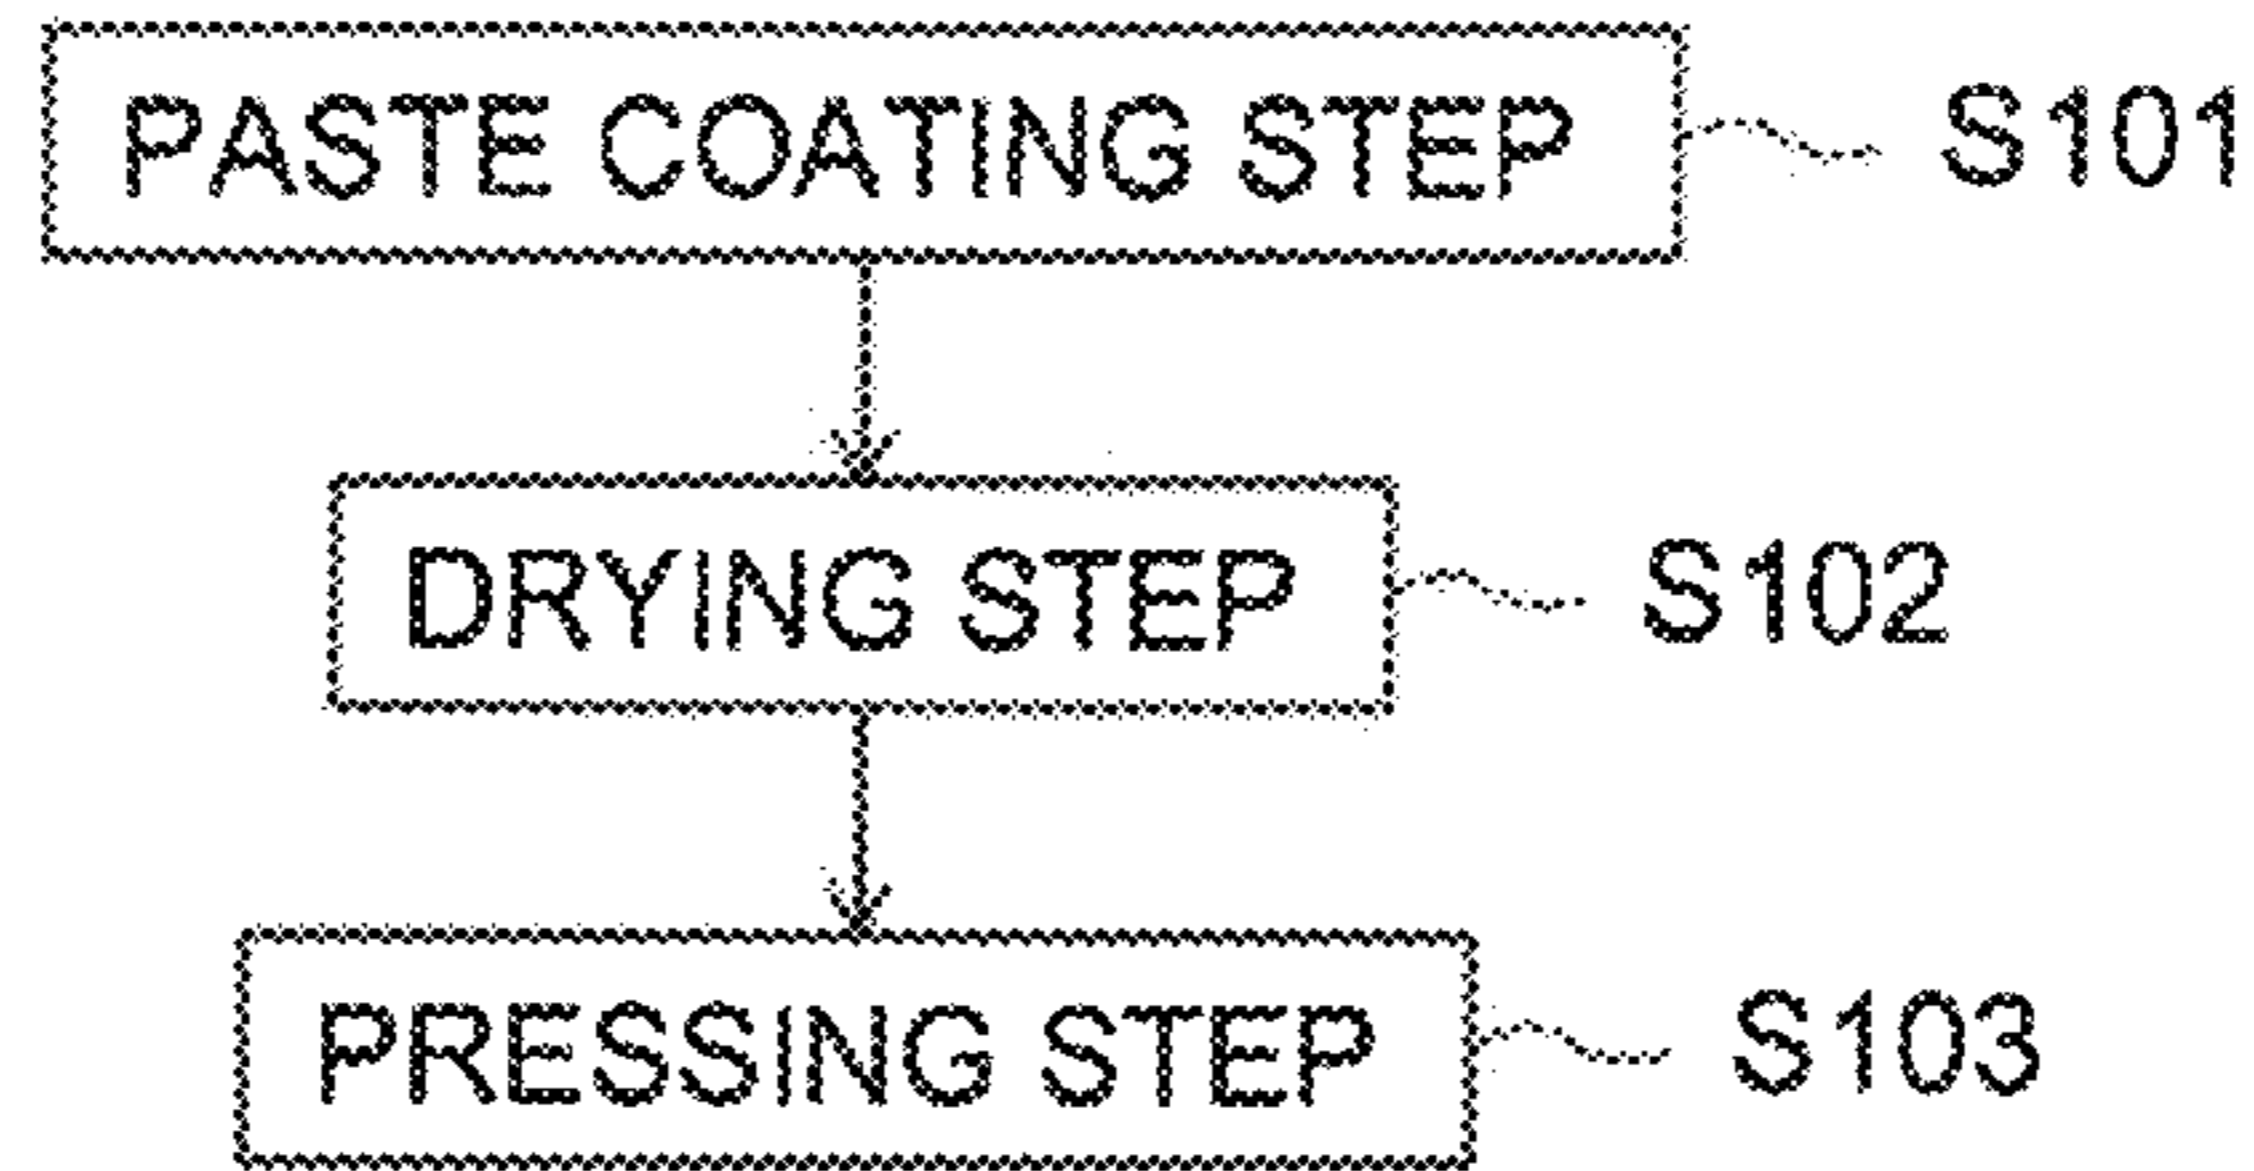 PASTE COATING STEP S101
DRYING STEP S102
PRESSING STEP S103